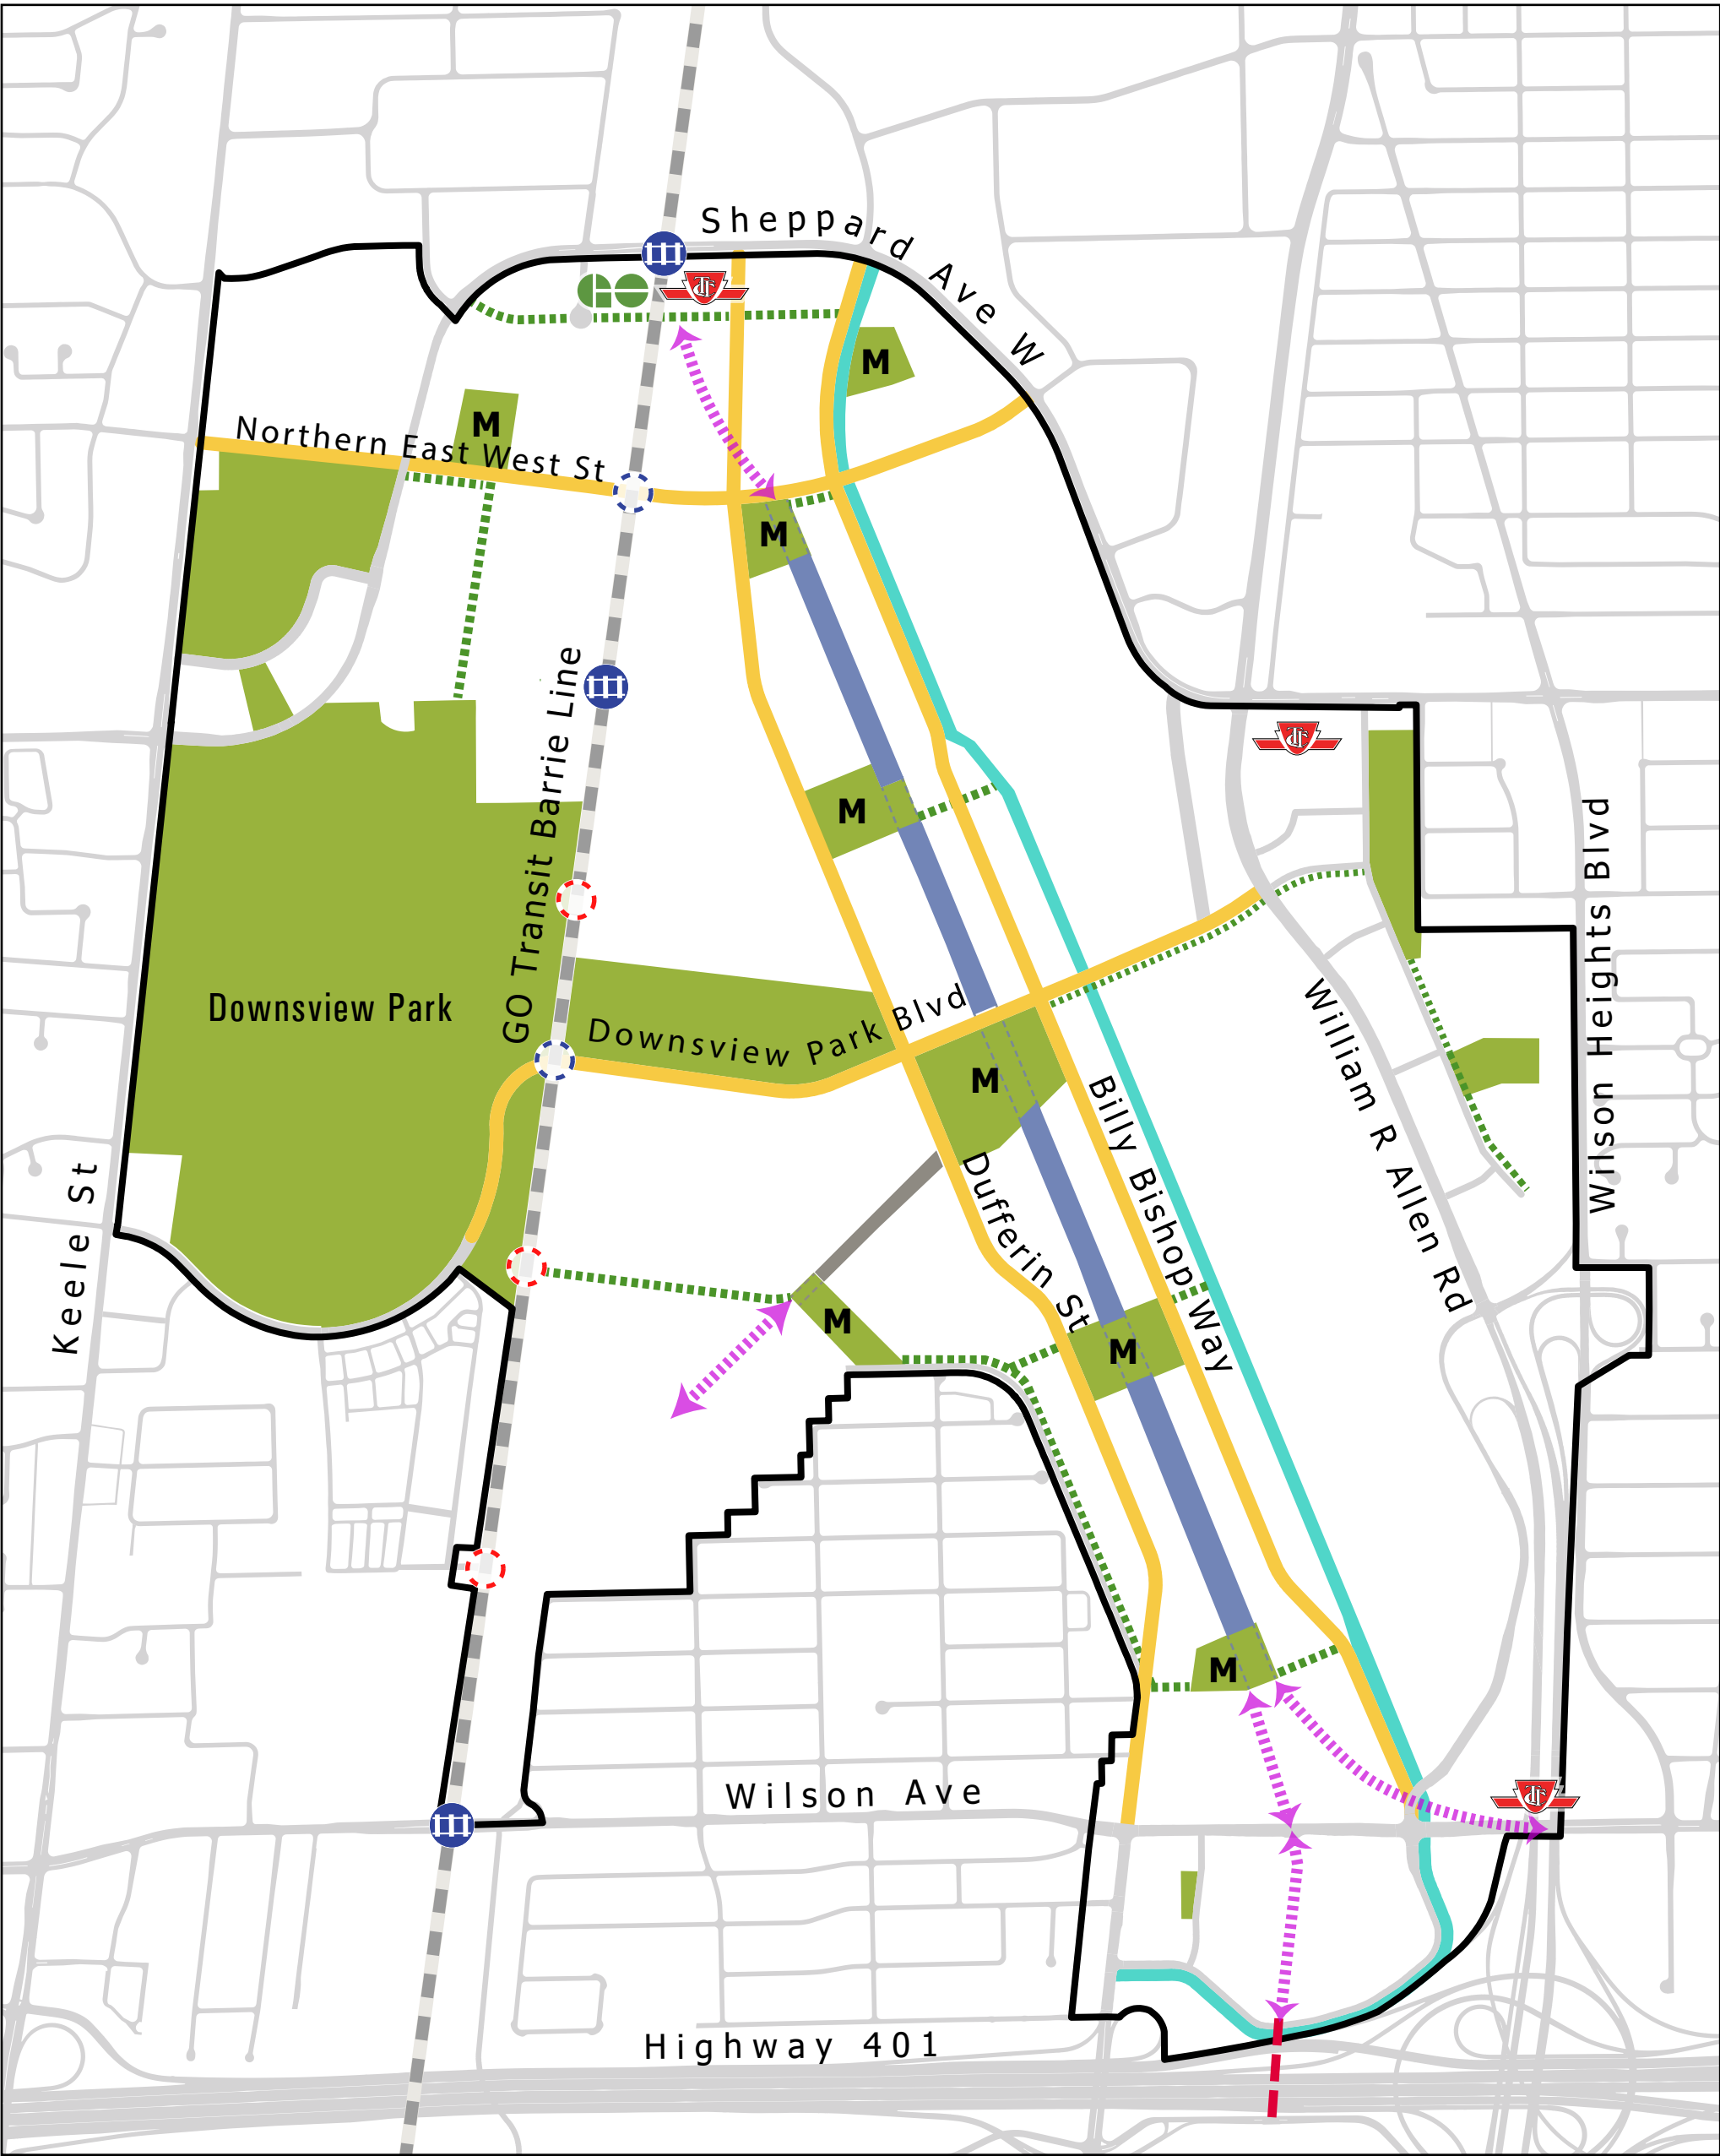 Sheppard Ave W
GO
M
M
Northern East West St
M
GO Transit Barrie Line
M
Wilson Heights Blvd
Downsview Park
Downsview Park Blvd
William R Allen Rd
M
Billy Bishop Way
Keele St
Dufferin St
M
M
M
Wilson Ave
Highway 401